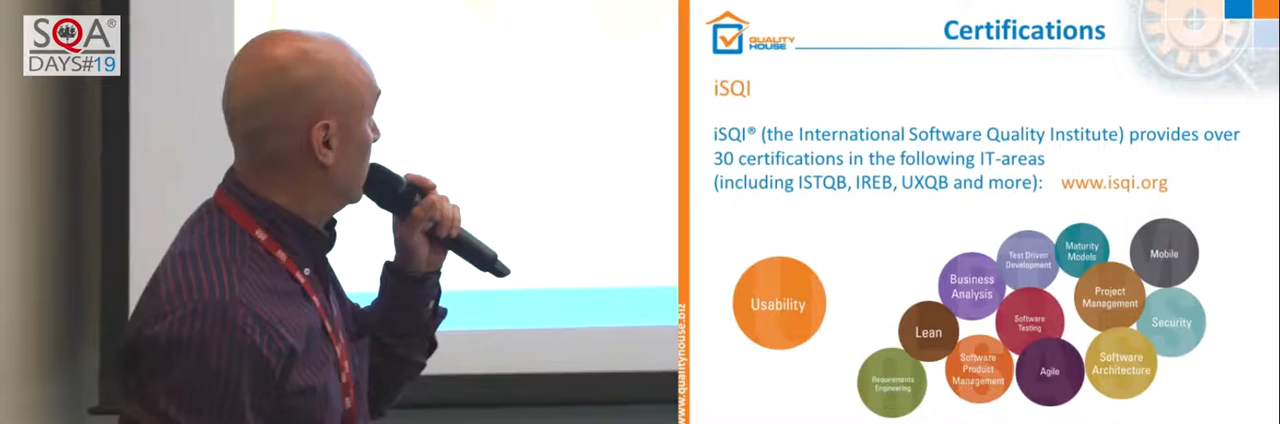 SQA®
DAYS#19
QUALITY
HOUSE
Certifications
iSQI
iSQI® (the International Software Quality Institute) provides over
30 certifications in the following IT-areas
(including ISTQB, IREB, UXQB and more): www.isqi.org
Usability
Requirements
Engineering
Lean
Business
Analysis
Test Driven
Development
Maturity
Models
Mobile
Project
Management
Software
Testing
Security
Software
Product
Management
Agile
Software
Architecture
www.qualityhouse.biz